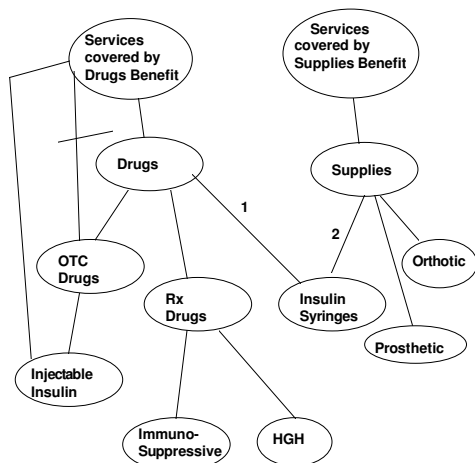 Services
covered by
Drugs Benefit
Services
covered by
Supplies Benefit
Drugs
Supplies
1
2
OTC
Drugs
Orthotic
Rx
Drugs
Insulin
Syringes
Prosthetic
Injectable
Insulin
Immuno-
Suppressive
HGH